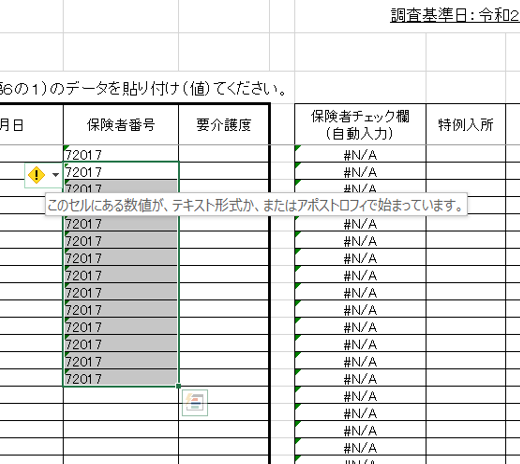 調査基準日：令和2
第6の1）のデータを貼り付け（値）てください。
月日 保険者番号 要介護度 保険者チェック欄
（自動入力） 特例入所
72017 #N/A
72017 #N/A
72017 #N/A
このセルにある数値が、テキスト形式か、またはアポストロフィで始まっています。
72017 #N/A
72017 #N/A
72017 #N/A
72017 #N/A
72017 #N/A
72017 #N/A
72017 #N/A
72017 #N/A
72017 #N/A
72017 #N/A
#N/A
#N/A
#N/A
#N/A
#N/A